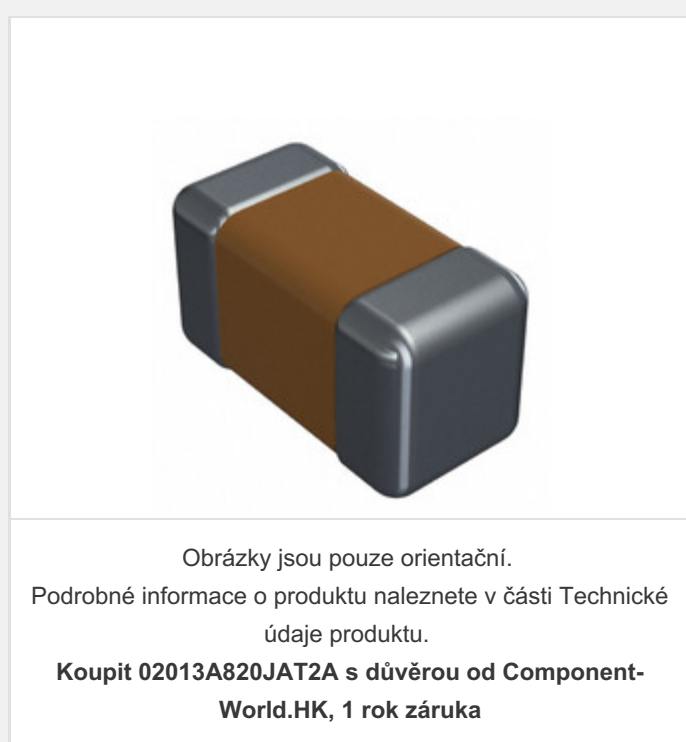 Obrázky jsou pouze orientační.
Podrobné informace o produktu naleznete v části Technické
údaje produktu.
Koupit 02013A820JAT2A s důvěrou od Component-
World.HK, 1 rok záruka